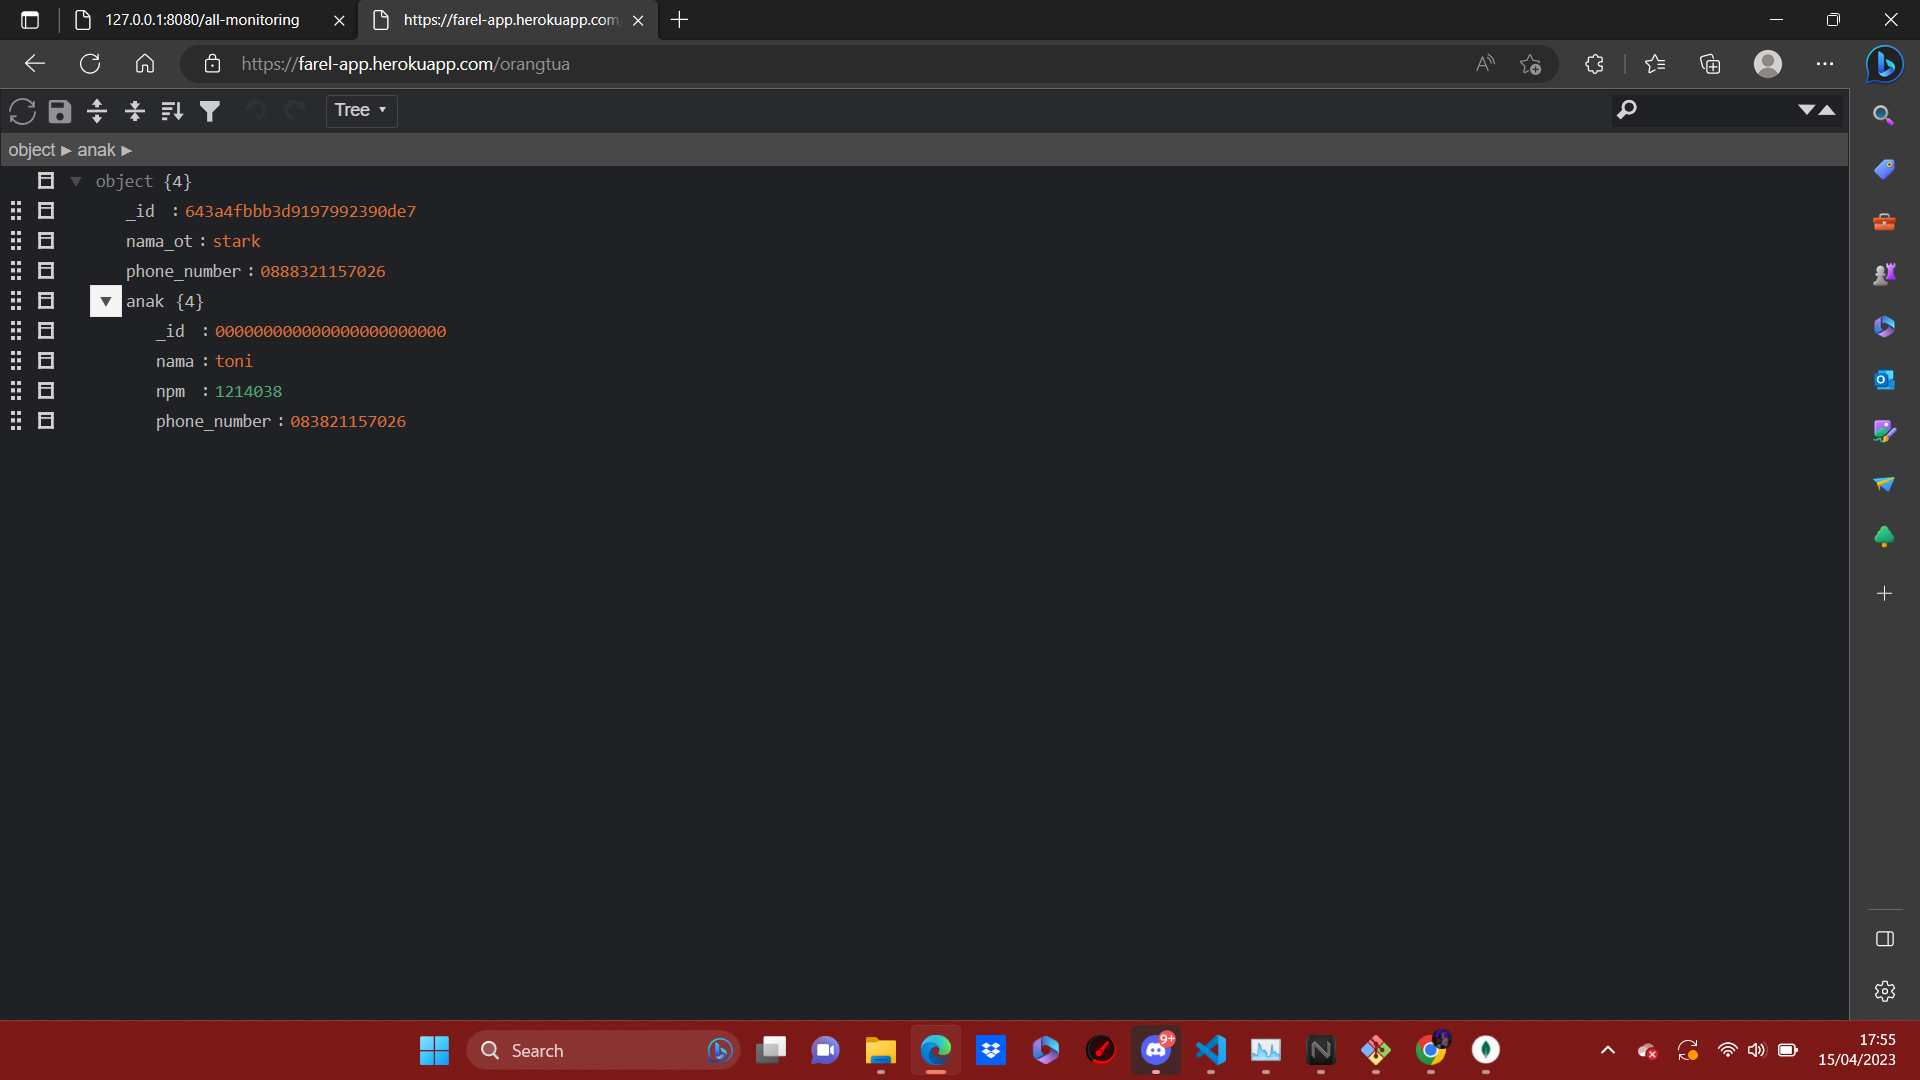 127.0.0.1:8080/all-monitoring
https://farel-app.herokuapp.com
https://farel-app.herokuapp.com/orangtua
Tree
object ► anak ►
object {4}
_id : 643a4fbbb3d9197992390de7
nama_ot : stark
phone_number : 0888321157026
anak {4}
_id : 000000000000000000000000
nama : toni
npm : 1214038
phone_number : 083821157026
Search
9+
17:55
15/04/2023